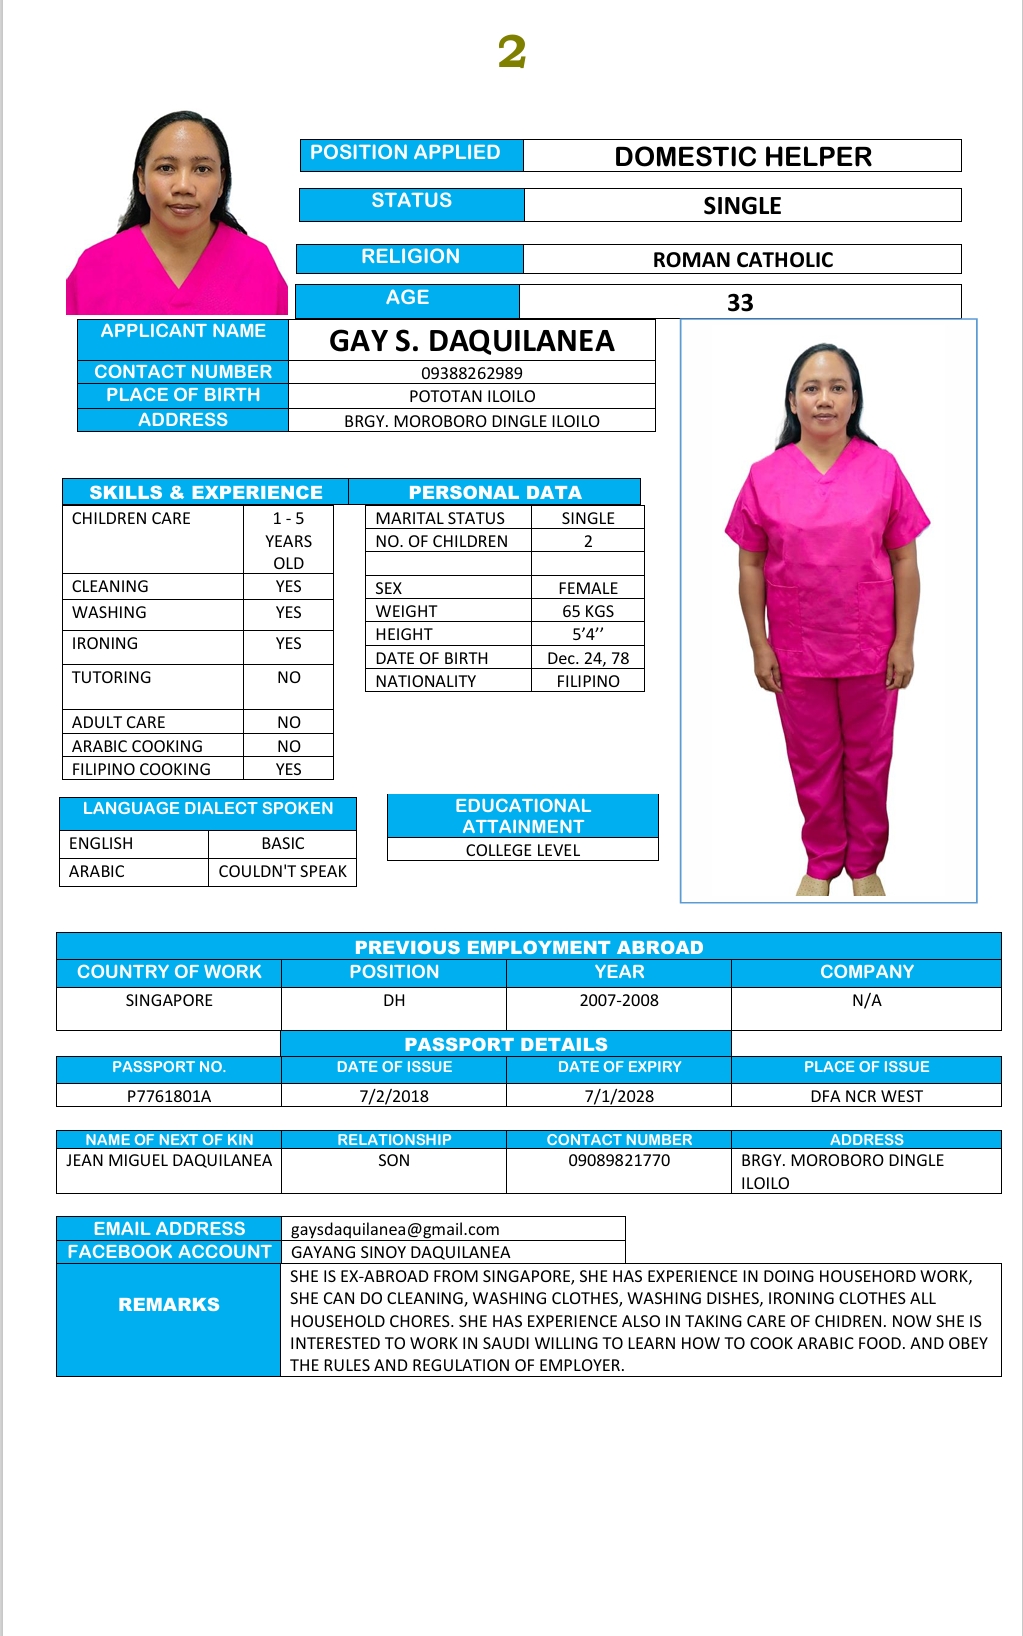 2
POSITION APPLIED DOMESTIC HELPER
STATUS SINGLE
RELIGION ROMAN CATHOLIC
AGE 33
APPLICANT NAME GAY S. DAQUILANEA
CONTACT NUMBER 09388262989
PLACE OF BIRTH POTOTAN ILOILO
ADDRESS BRGY. MOROBORO DINGLE ILOILO
SKILLS & EXPERIENCE PERSONAL DATA
CHILDREN CARE 1 - 5
YEARS
OLD
CLEANING YES
WASHING YES
IRONING YES
TUTORING NO
ADULT CARE NO
ARABIC COOKING NO
FILIPINO COOKING YES
MARITAL STATUS SINGLE
NO. OF CHILDREN 2
SEX FEMALE
WEIGHT 65 KGS
HEIGHT 5’4’’
DATE OF BIRTH Dec. 24, 78
NATIONALITY FILIPINO
LANGUAGE DIALECT SPOKEN
ENGLISH BASIC
ARABIC COULDN'T SPEAK
EDUCATIONAL
ATTAINMENT
COLLEGE LEVEL
PREVIOUS EMPLOYMENT ABROAD
COUNTRY OF WORK POSITION YEAR COMPANY
SINGAPORE DH 2007-2008 N/A
PASSPORT DETAILS
PASSPORT NO. DATE OF ISSUE DATE OF EXPIRY PLACE OF ISSUE
P7761801A 7/2/2018 7/1/2028 DFA NCR WEST
NAME OF NEXT OF KIN RELATIONSHIP CONTACT NUMBER ADDRESS
JEAN MIGUEL DAQUILANEA SON 09089821770 BRGY. MOROBORO DINGLE
ILOILO
EMAIL ADDRESS gaysdaquilanea@gmail.com
FACEBOOK ACCOUNT GAYANG SINOY DAQUILANEA
REMARKS
SHE IS EX-ABROAD FROM SINGAPORE, SHE HAS EXPERIENCE IN DOING HOUSEHORD WORK,
SHE CAN DO CLEANING, WASHING CLOTHES, WASHING DISHES, IRONING CLOTHES ALL
HOUSEHOLD CHORES. SHE HAS EXPERIENCE ALSO IN TAKING CARE OF CHIDREN. NOW SHE IS
INTERESTED TO WORK IN SAUDI WILLING TO LEARN HOW TO COOK ARABIC FOOD. AND OBEY
THE RULES AND REGULATION OF EMPLOYER.